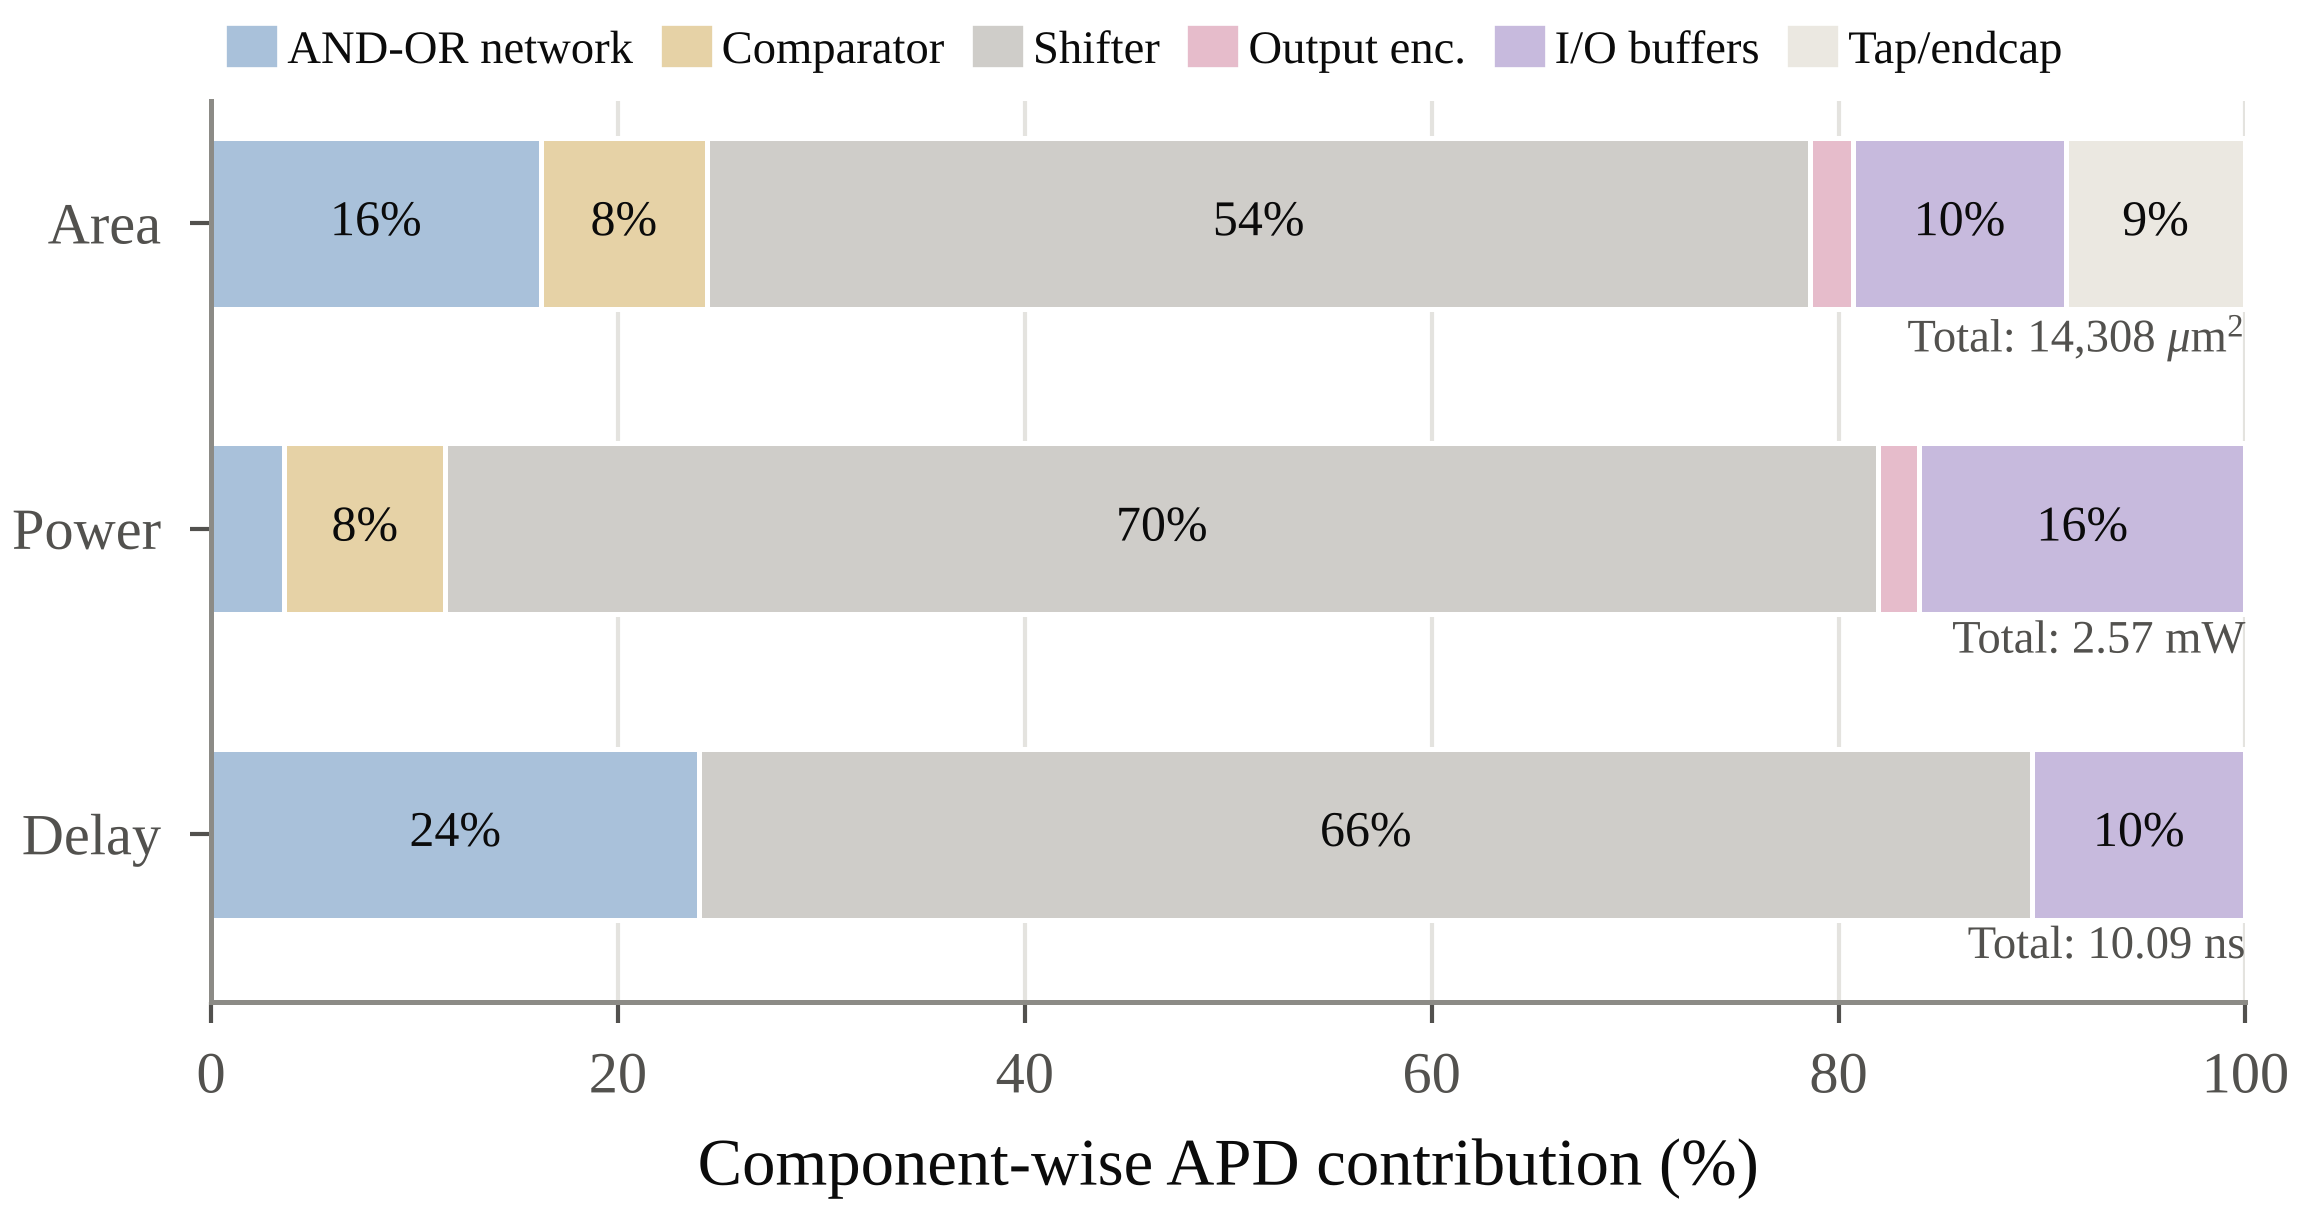 AND-OR network Comparator Shifter Output enc. I/O buffers Tap/endcap
Area 16% 8% 54% 10% 9%
Total: 14,308 μm²
Power 8% 70% 16%
Total: 2.57 mW
Delay 24% 66% 10%
Total: 10.09 ns
0 20 40 60 80 100
Component-wise APD contribution (%)